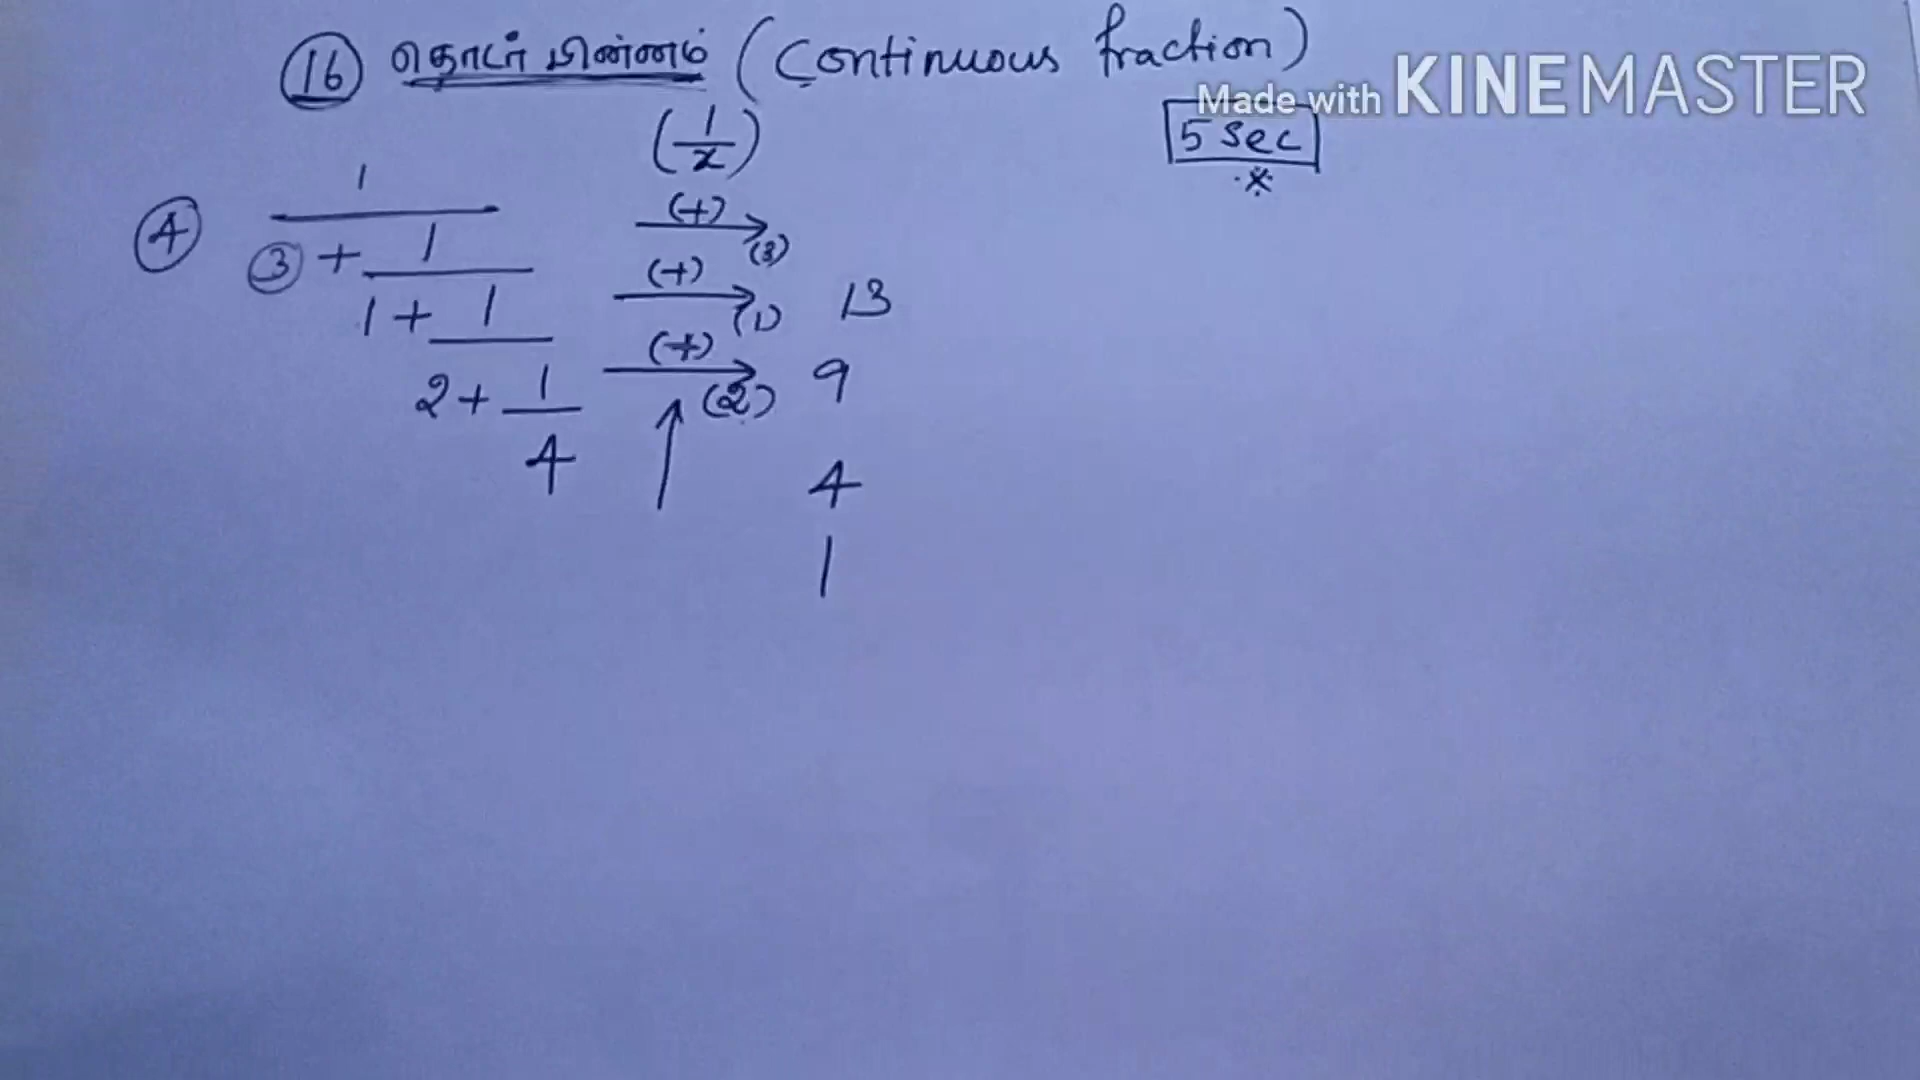 16 தொடர் பின்னம் (Continuous fraction)
Made with KINEMASTER
(1/x)
5 sec
*
4
1
3 + 1
1 + 1
2 + 1
4
(+) (3)
(+) (1) 13
(+) (2) 9
4
1